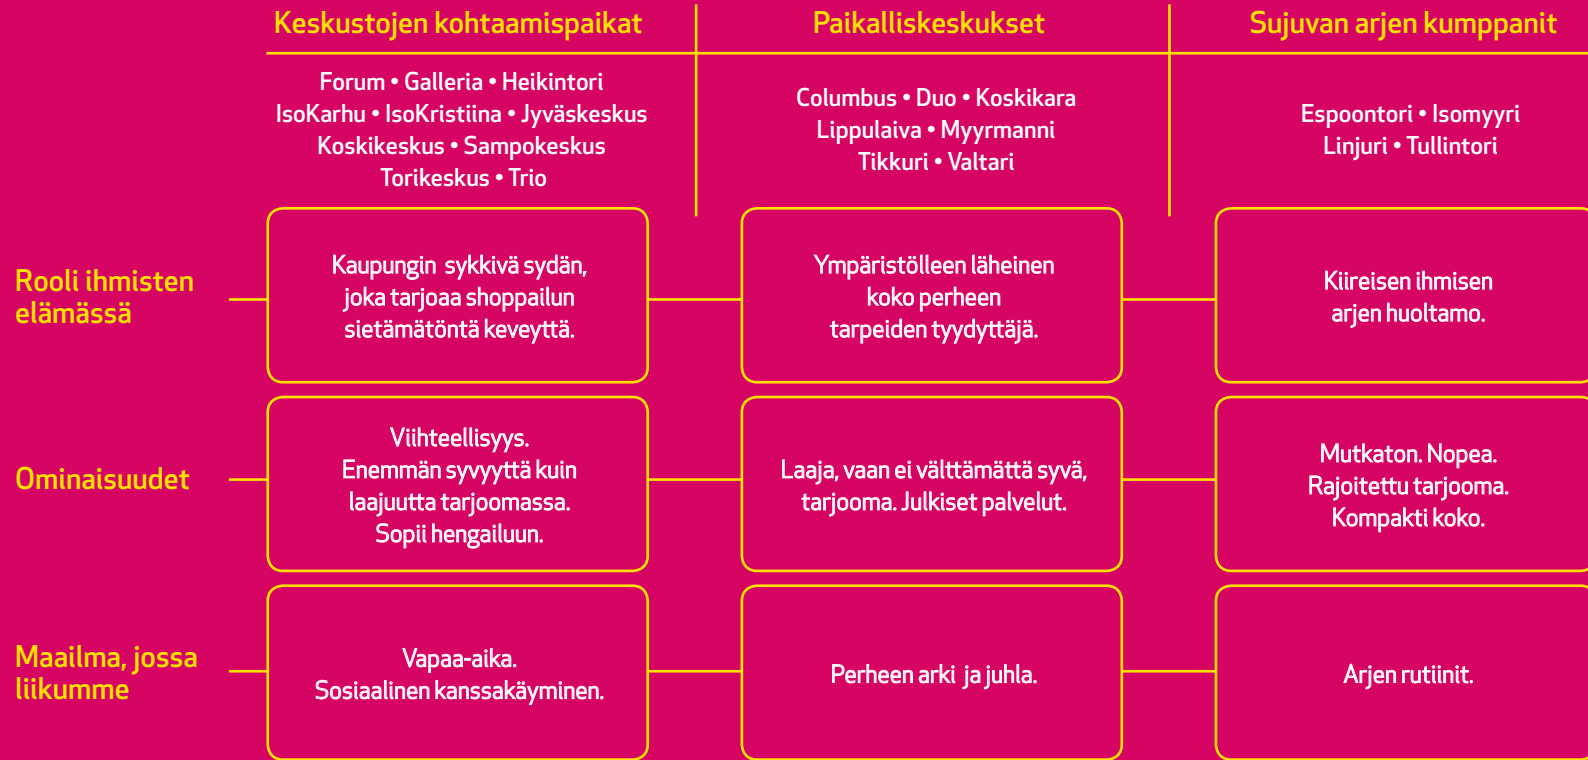 Keskustojen kohtaamispaikat
Paikalliskeskukset
Sujuvan arjen kumppanit
Forum • Galleria • Heikintori
IsoKarhu • IsoKristiina • Jyväskeskus
Koskikeskus • Sampokeskus
Torikeskus • Trio
Columbus • Duo • Koskikara
Lippulaiva • Myyrmanni
Tikkuri • Valtari
Espoontori • Isomyyri
Linjuri • Tullintori
Rooli ihmisten
elämässä
Kaupungin sykkivä sydän,
joka tarjoaa shoppailun
sietämätöntä keveyttä.
Ympäristölleen läheinen
koko perheen
tarpeiden tyydyttäjä.
Kiireisen ihmisen
arjen huoltamo.
Ominaisuudet
Viihteellisyys.
Enemmän syvyyttä kuin
laajuutta tarjoomassa.
Sopii hengailuun.
Laaja, vaan ei välttämättä syvä,
tarjooma. Julkiset palvelut.
Mutkaton. Nopea.
Rajoitettu tarjooma.
Kompakti koko.
Maailma, jossa
liikumme
Vapaa-aika.
Sosiaalinen kanssakäyminen.
Perheen arki ja juhla.
Arjen rutiinit.